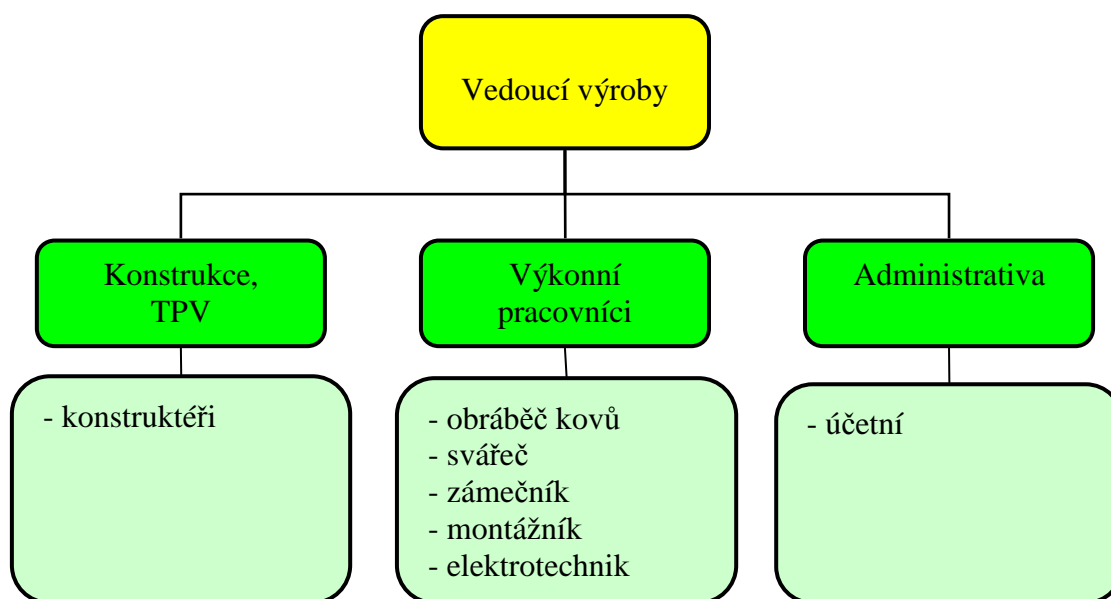 Vedoucí výroby
Konstrukce,
TPV
Výkonní
pracovníci
Administrativa
- konstruktéři
- obráběč kovů
- svářeč
- zámečník
- montážník
- elektrotechnik
- účetní